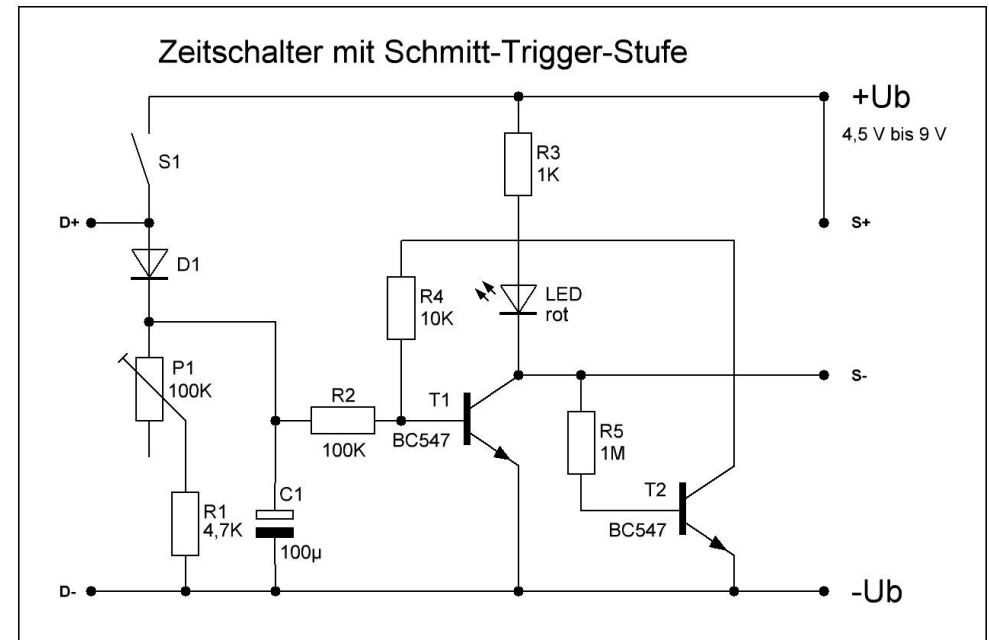 Zeitschalter mit Schmitt-Trigger-Stufe
+Ub
4,5 V bis 9 V
S1
R3
1K
D+
S+
D1
R4
10K
LED
rot
P1
100K
S-
R2
100K
T1
BC547
R5
1M
C1
100µ
R1
4,7K
T2
BC547
D-
-Ub